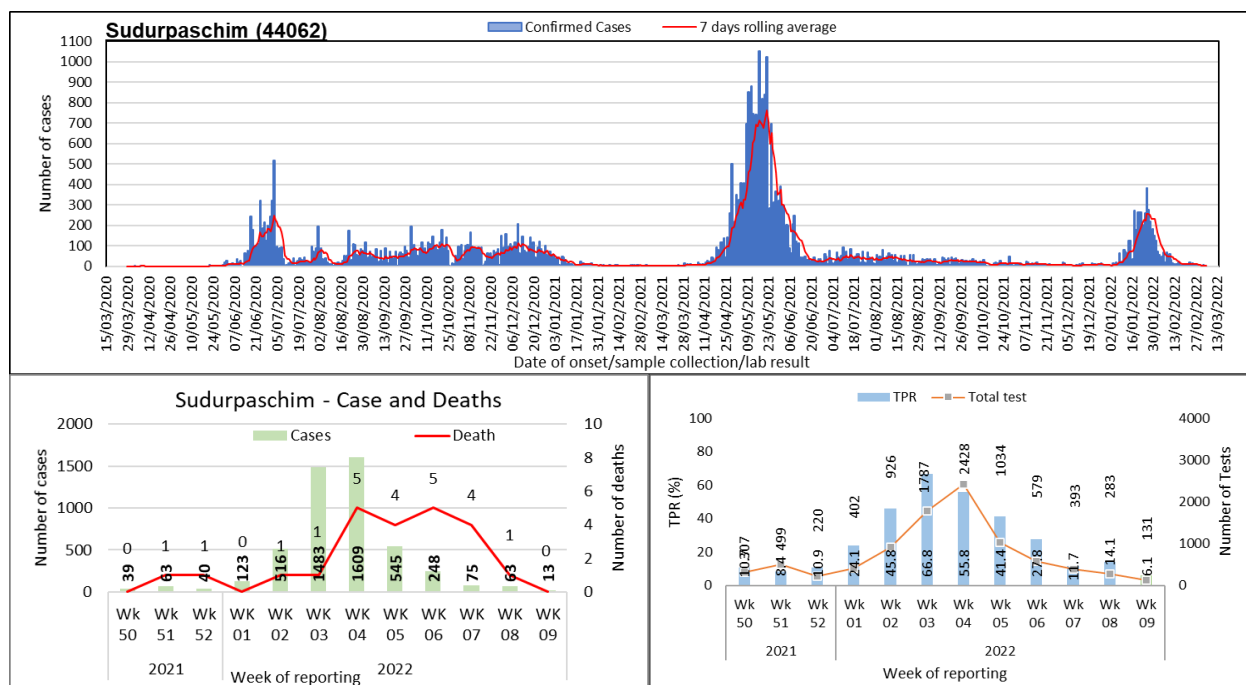 Sudurpaschim (44062)
Confirmed Cases 7 days rolling average
Number of cases
1100
1000
900
800
700
600
500
400
300
200
100
0
15/03/2020 29/03/2020 12/04/2020 26/04/2020 10/05/2020 24/05/2020 07/06/2020 21/06/2020 05/07/2020 19/07/2020 02/08/2020 16/08/2020 30/08/2020 13/09/2020 27/09/2020 11/10/2020 25/10/2020 08/11/2020 22/11/2020 06/12/2020 20/12/2020 03/01/2021 17/01/2021 31/01/2021 14/02/2021 28/02/2021 14/03/2021 28/03/2021 11/04/2021 25/04/2021 09/05/2021 23/05/2021 06/06/2021 20/06/2021 04/07/2021 18/07/2021 01/08/2021 15/08/2021 29/08/2021 12/09/2021 26/09/2021 10/10/2021 24/10/2021 07/11/2021 21/11/2021 05/12/2021 19/12/2021 02/01/2022 16/01/2022 30/01/2022 13/02/2022 27/02/2022 13/03/2022
Date of onset/sample collection/lab result
Sudurpaschim - Case and Deaths
Cases Death
Number of cases
2000
1500
1000
500
0
0 1 1 0 1 1 5 4 5 4 1 0
39 63 40 123 516 1483 1609 545 248 75 63 13
10
8
6
4
2
0
Number of deaths
Wk 50 Wk 51 Wk 52 Wk 01 Wk 02 Wk 03 Wk 04 Wk 05 Wk 06 Wk 07 Wk 08 Wk 09
2021 2022
Week of reporting
TPR Total test
TPR (%)
100
80
60
40
20
0
499 220 402 926 1787 2428 1034 579 393 283 131
8.4 10.9 24.1 45.8 66.8 55.8 41.4 27.8 11.7 14.1 6.1
4000
3000
2000
1000
0
Number of Tests
Wk 50 Wk 51 Wk 52 Wk 01 Wk 02 Wk 03 Wk 04 Wk 05 Wk 06 Wk 07 Wk 08 Wk 09
2021 2022
Week of reporting